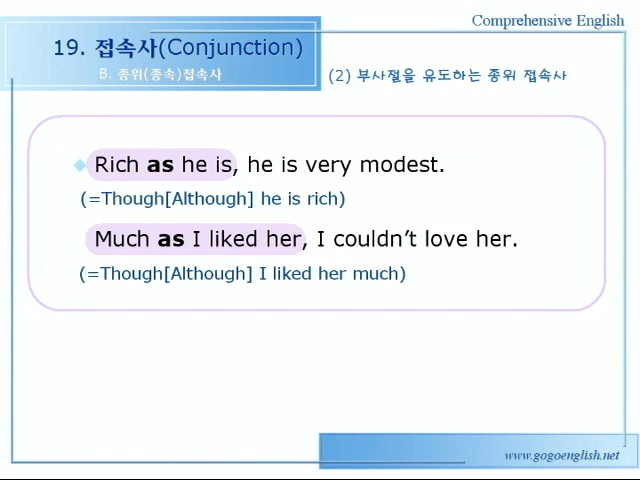 Comprehensive English
19. 접속사(Conjunction)
B. 종위(종속)접속사
(2) 부사절을 유도하는 종위 접속사
Rich as he is, he is very modest.
(=Though[Although] he is rich)
Much as I liked her, I couldn't love her.
(=Though[Although] I liked her much)
www.gogoenglish.net